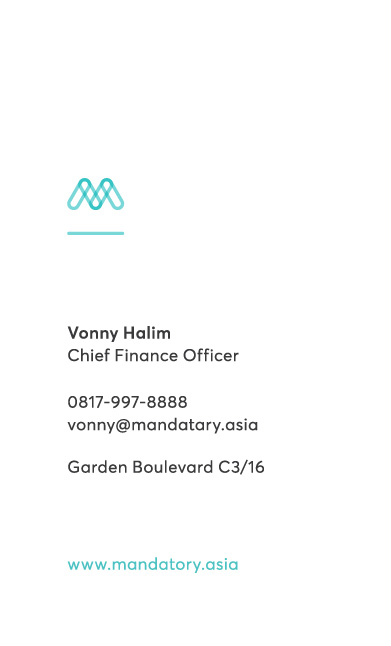 Vonny Halim
Chief Finance Officer
0817-997-8888
vonny@mandatary.asia
Garden Boulevard C3/16
www.mandatory.asia